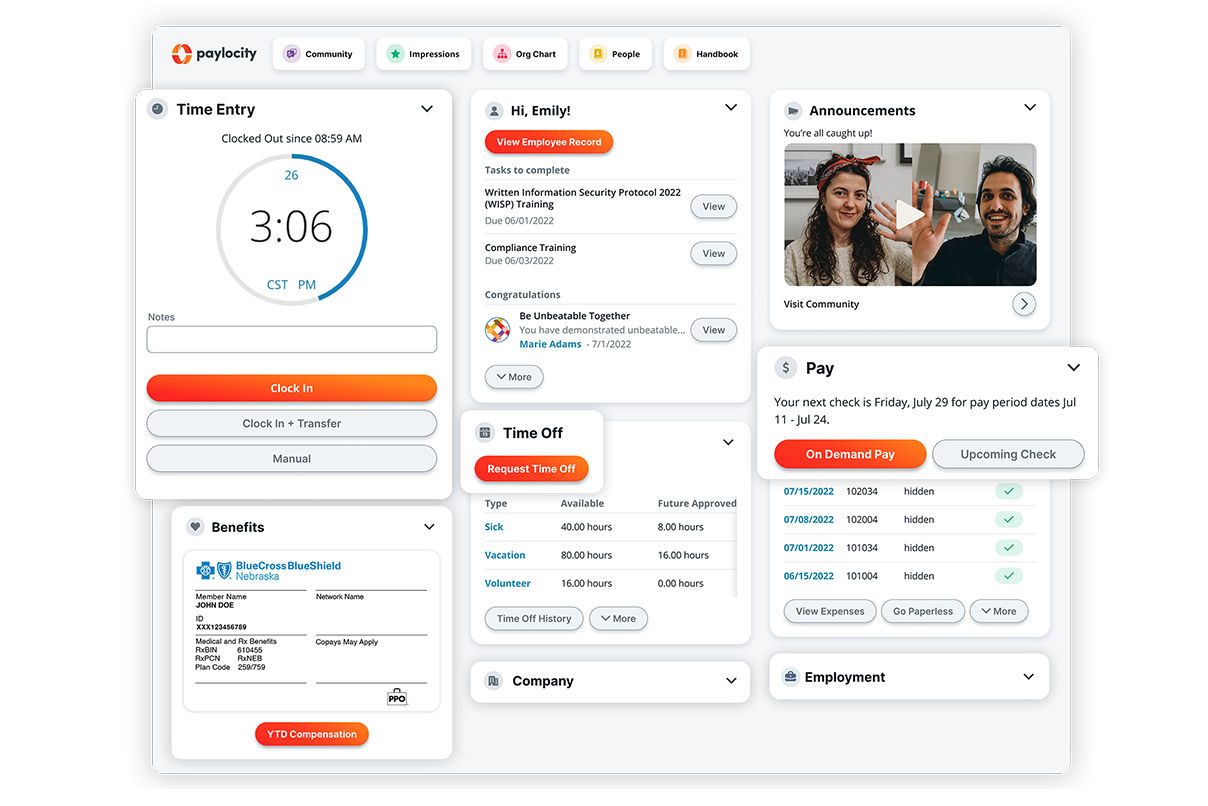 paylocity
Community
Impressions
Org Chart
People
Handbook
Time Entry
Clocked Out since 08:59 AM
26
3:06
CST PM
Notes
Clock In
Clock In + Transfer
Manual
Benefits
BlueCross BlueShield
Nebraska
Member Name
JOHN DOE
Network Name
ID
XXX123456789
Medical and Rx Benefits
RxBIN 610455
RxPCN RxNEB
Plan Code 259/759
Copays May Apply
PPO
YTD Compensation
Hi, Emily!
View Employee Record
Tasks to complete
Written Information Security Protocol 2022
(WISP) Training
Due 06/01/2022
View
Compliance Training
Due 06/03/2022
View
Congratulations
Be Unbeatable Together
You have demonstrated unbeatable...
Marie Adams - 7/1/2022
View
More
Time Off
Request Time Off
Type Available Future Approved
Sick 40.00 hours 8.00 hours
Vacation 80.00 hours 16.00 hours
Volunteer 16.00 hours 0.00 hours
Time Off History
More
Company
Announcements
You're all caught up!
Visit Community
$
Pay
Your next check is Friday, July 29 for pay period dates Jul
11 - Jul 24.
On Demand Pay
Upcoming Check
07/15/2022 102034 hidden
07/08/2022 102004 hidden
07/01/2022 101034 hidden
06/15/2022 101004 hidden
View Expenses
Go Paperless
More
Employment